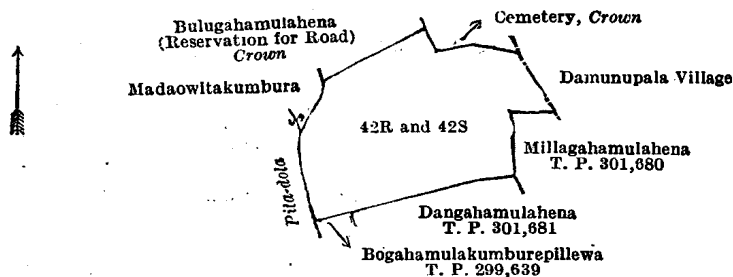 Bulugahamulahena
(Reservation for Road)
Crown
Cemetery, Crown
Madaowitakumbura
Damunupala Village
42R and 42S
Millagahamulahena
T. P. 301,680
Pita-dola
Dangahamulahena
T. P. 301,681
Bogahamulakumburepillewa
T. P. 299,639